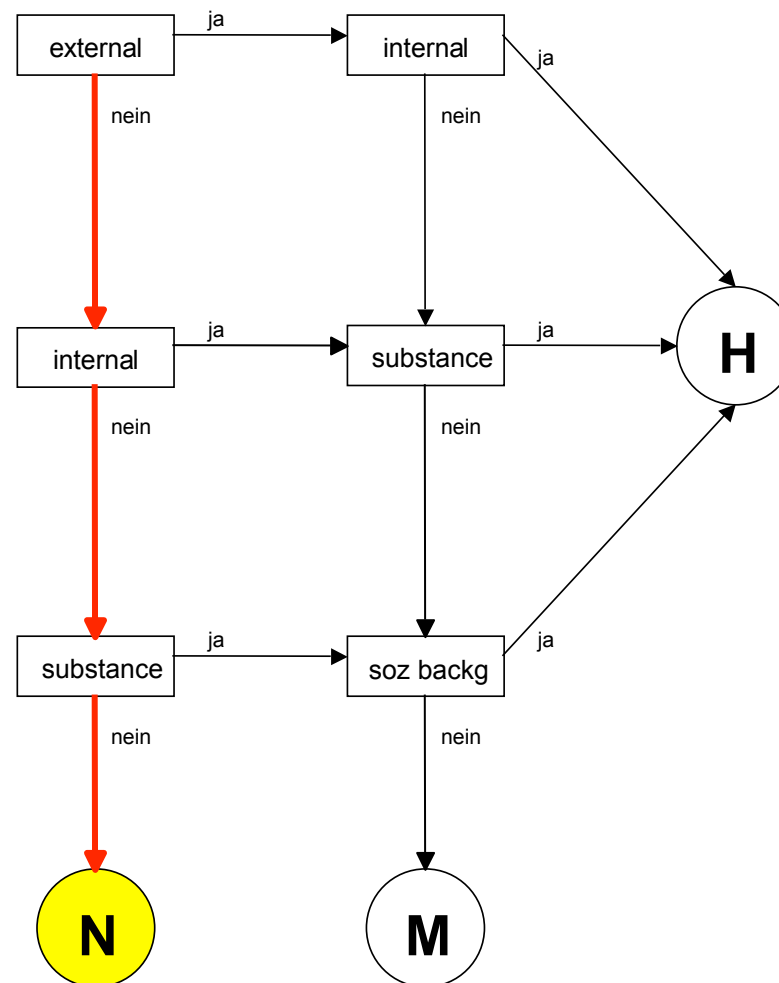 external
ja
internal
ja
nein
nein
internal
ja
substance
ja
H
nein
nein
substance
ja
soz backg
ja
nein
nein
N
M